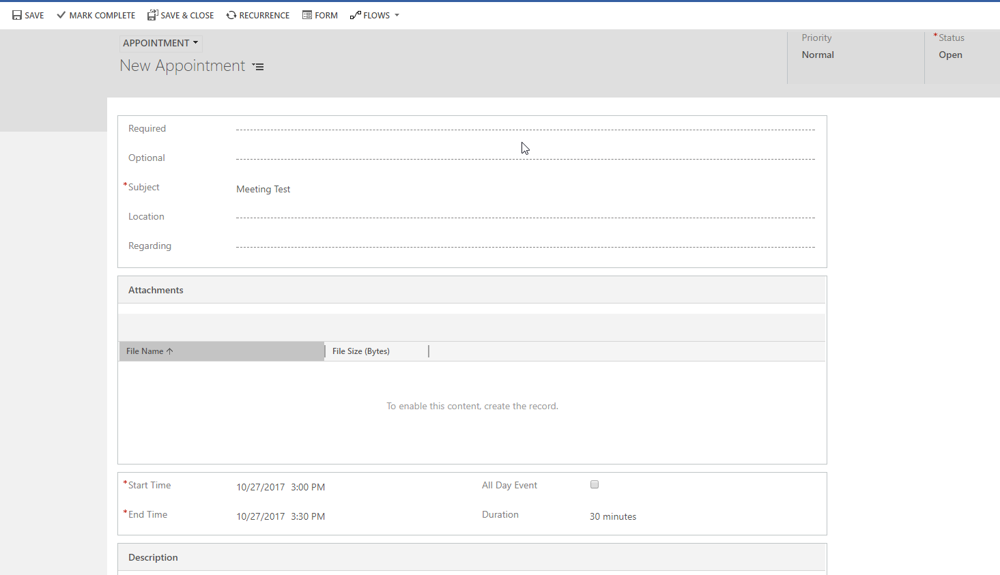 SAVE MARK COMPLETE SAVE & CLOSE RECURRENCE FORM FLOWS
APPOINTMENT
New Appointment
Priority
Normal
* Status
Open
Required
Optional
* Subject Meeting Test
Location
Regarding
Attachments
File Name File Size (Bytes)
To enable this content, create the record.
* Start Time 10/27/2017 3:00 PM All Day Event
* End Time 10/27/2017 3:30 PM Duration 30 minutes
Description